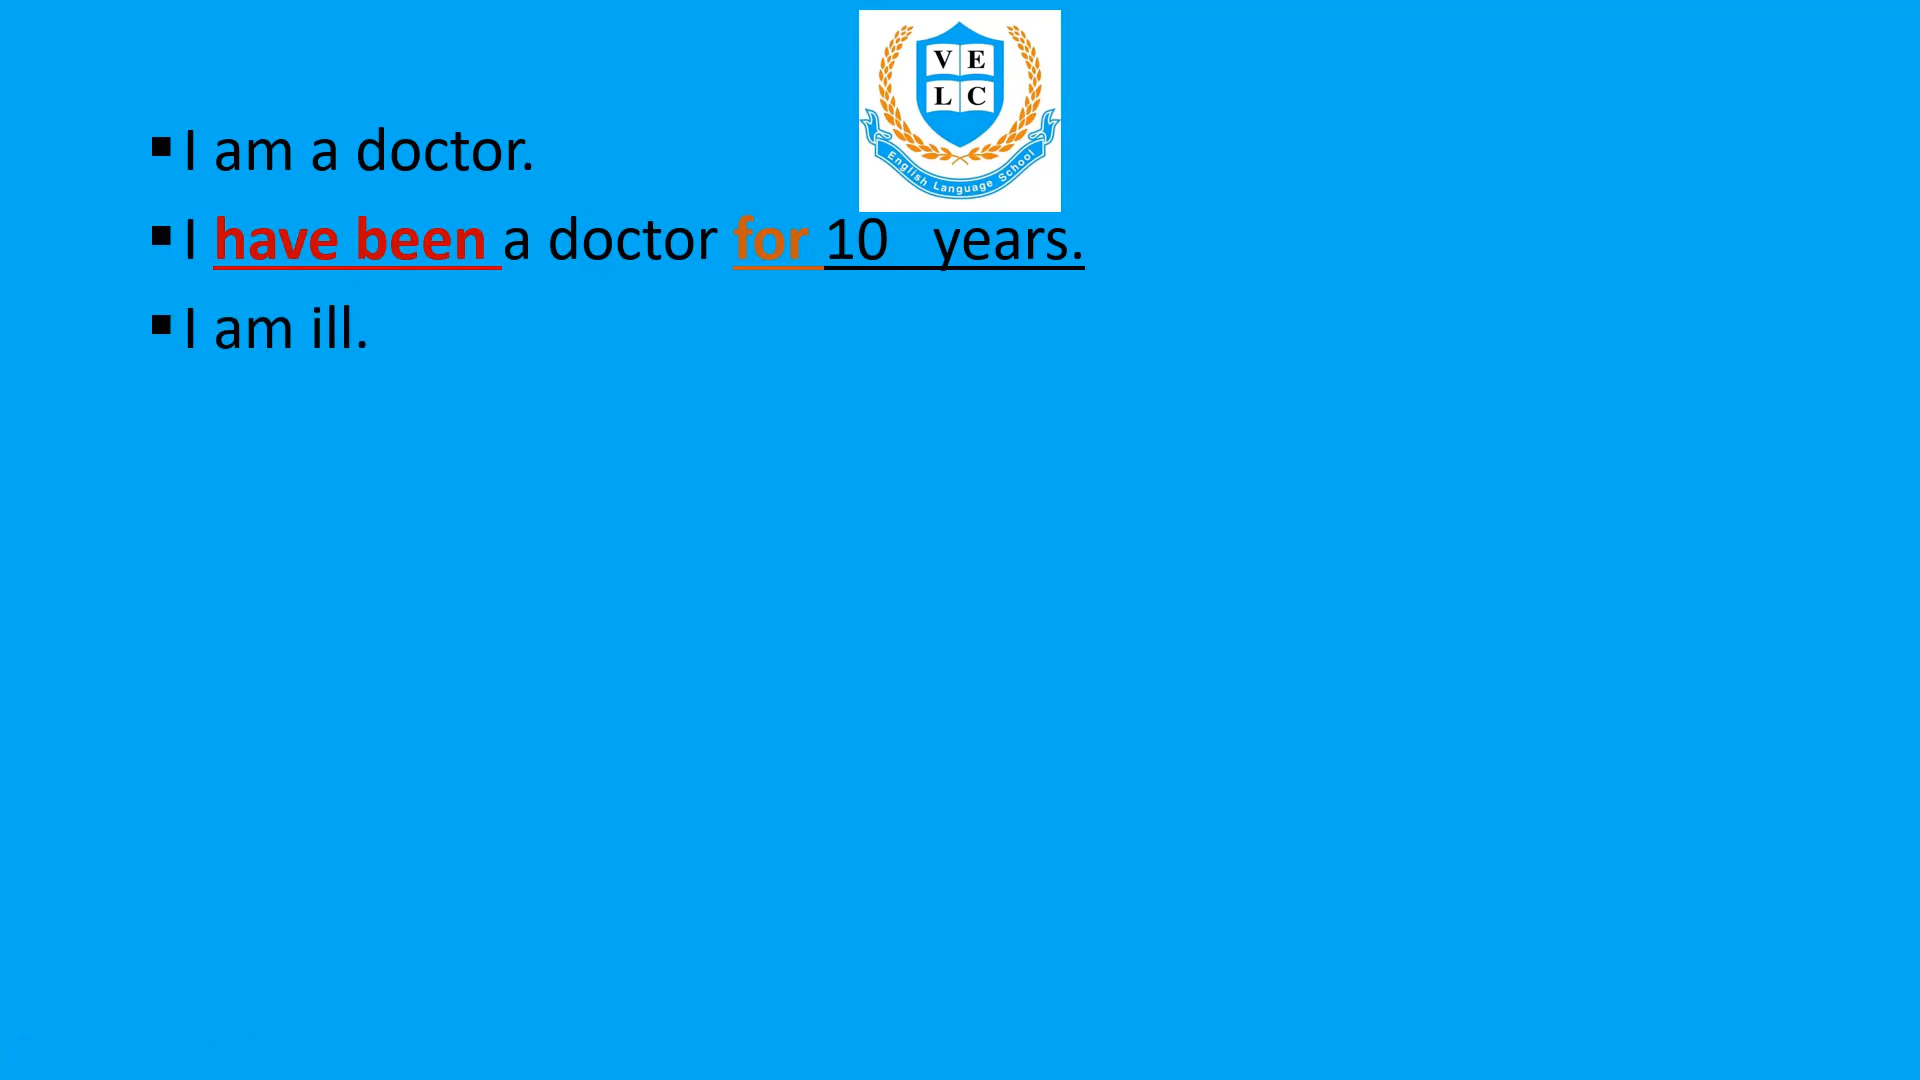 V E
L C
English Language School
▪ I am a doctor.
▪ I have been a doctor for 10 years.
▪ I am ill.